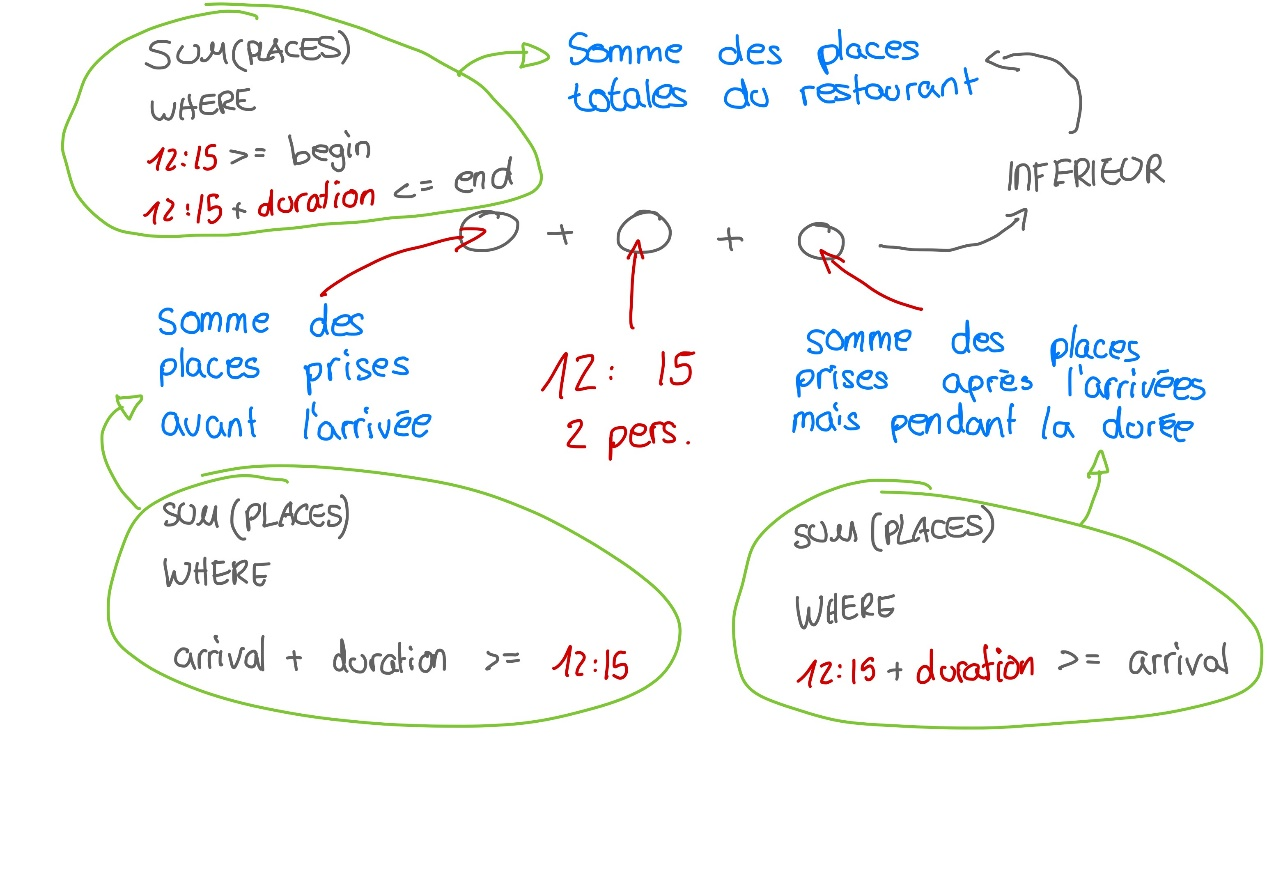 SUM(PLACES)
WHERE
12:15 >= begin
12:15 + duration <= end
Somme des places
totales du restaurant
INFERIEUR
+ +
Somme des
places prises
avant l'arrivée
12: 15
2 pers.
somme des places
prises après l'arrivées
mais pendant la durée
SUM (PLACES)
WHERE
arrival + duration >= 12:15
SUM (PLACES)
WHERE
12:15 + duration >= arrival